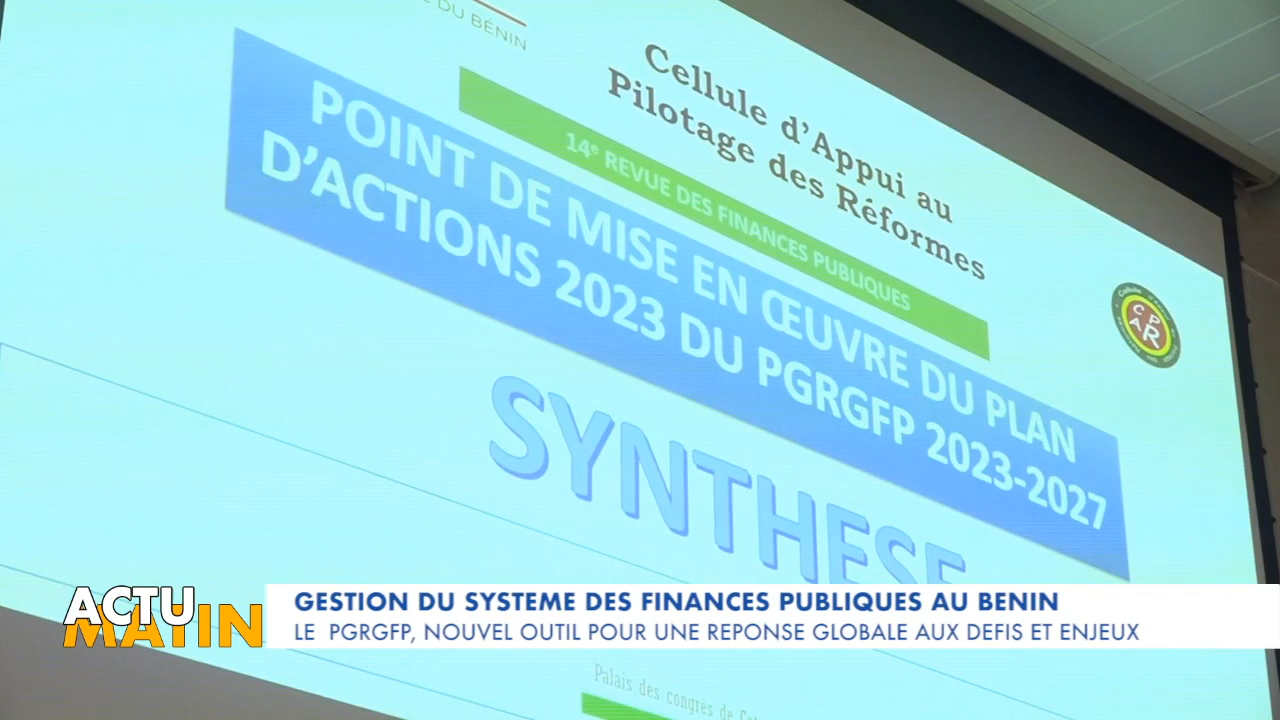 DU BÉNIN
Cellule d'Appui au
Pilotage des Réformes
14e REVUE DES FINANCES PUBLIQUES
POINT DE MISE EN ŒUVRE DU PLAN
D'ACTIONS 2023 DU PGRGFP 2023-2027
SYNTHESE
CAPR
ACTU
MATIN
GESTION DU SYSTEME DES FINANCES PUBLIQUES AU BENIN
LE PGRGFP, NOUVEL OUTIL POUR UNE REPONSE GLOBALE AUX DEFIS ET ENJEUX
Palais des congrès de